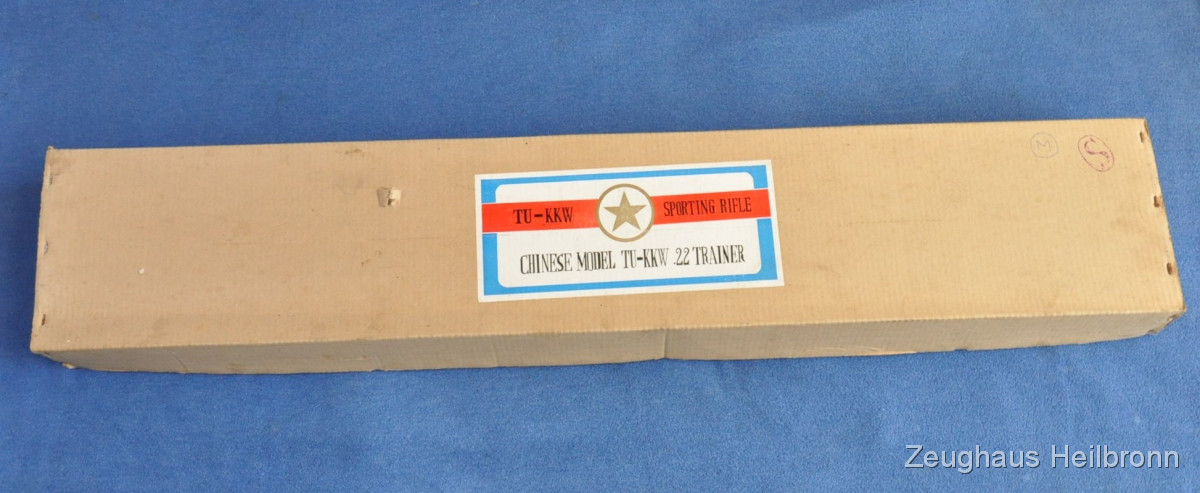 TU-KKW SPORTING RIFLE
CHINESE MODEL TU-KKW .22 TRAINER
M
Zeughaus Heilbronn